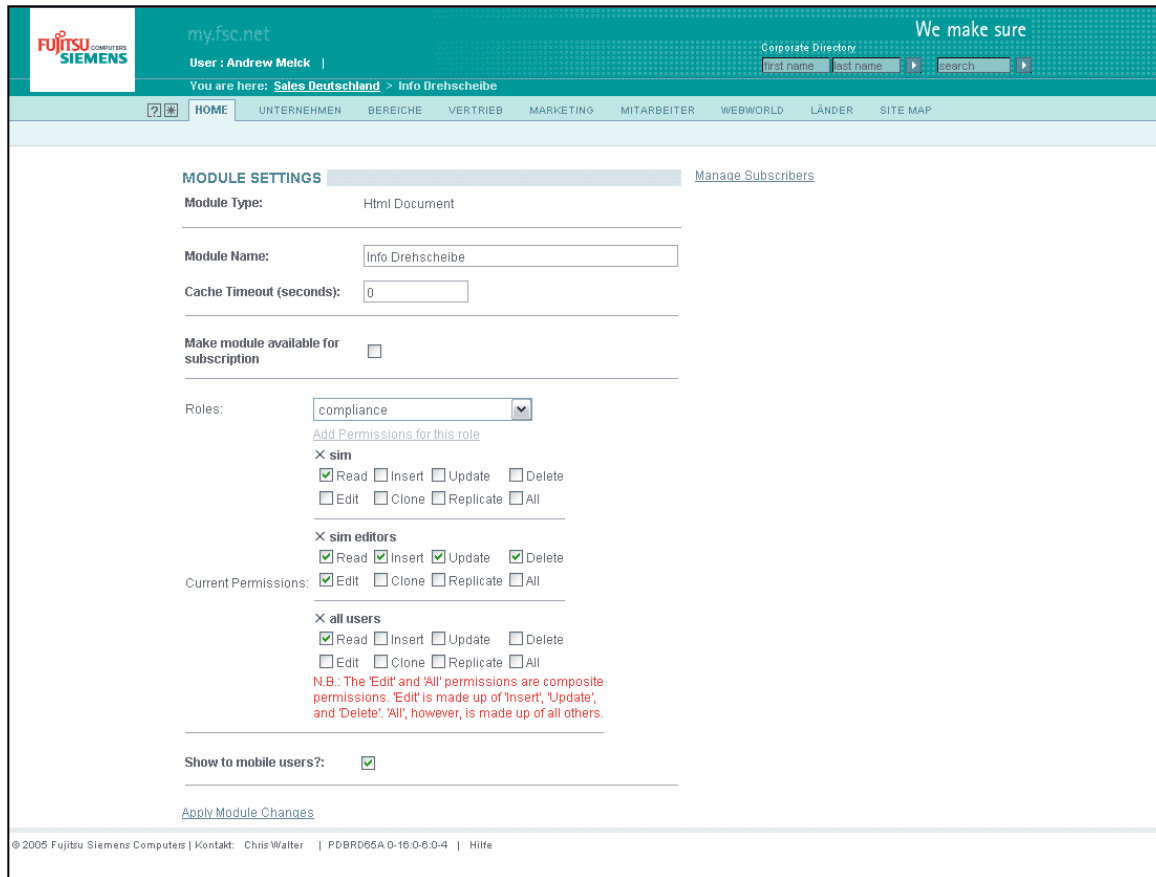 FUJITSU COMPUTERS
SIEMENS
my.fsc.net
We make sure
User : Andrew Melck |
Corporate Directory
first name last name search
You are here: Sales Deutschland > Info Drehscheibe
HOME UNTERNEHMEN BEREICHE VERTRIEB MARKETING MITARBEITER WEBWORLD LÄNDER SITE MAP
MODULE SETTINGS
Manage Subscribers
Module Type: Html Document
Module Name: Info Drehscheibe
Cache Timeout (seconds): 0
Make module available for
subscription
Roles: compliance
Add Permissions for this role
sim
Read Insert Update Delete
Edit Clone Replicate All
sim editors
Read Insert Update Delete
Current Permissions: Edit Clone Replicate All
all users
Read Insert Update Delete
Edit Clone Replicate All
N.B.: The 'Edit' and 'All' permissions are composite
permissions. 'Edit' is made up of 'Insert', 'Update',
and 'Delete'. 'All', however, is made up of all others.
Show to mobile users?:
Apply Module Changes
© 2005 Fujitsu Siemens Computers | Kontakt: Chris Walter | PDBRD65A 0-16:0-6:0-4 | Hilfe